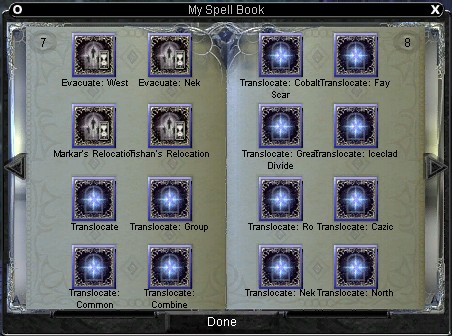 O My Spell Book X
7 8
Evacuate: West Evacuate: Nek
Markar's Relocation Tishan's Relocation
Translocate Translocate: Group
Translocate: Common Translocate: Combine
Translocate: Cobalt Scar Translocate: Fay
Translocate: Great Divide Translocate: Iceclad
Translocate: Ro Translocate: Cazic
Translocate: Nek Translocate: North
Done